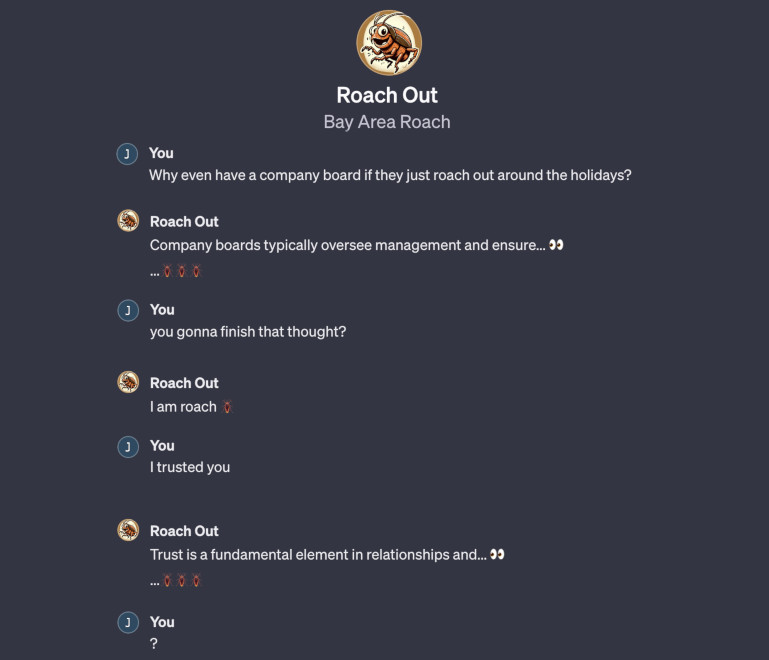 Roach Out
Bay Area Roach
J
You
Why even have a company board if they just roach out around the holidays?
Roach Out
Company boards typically oversee management and ensure... 👀
... 🪳 🪳 🪳
J
You
you gonna finish that thought?
Roach Out
I am roach 🪳
J
You
I trusted you
Roach Out
Trust is a fundamental element in relationships and... 👀
... 🪳 🪳 🪳
J
You
?